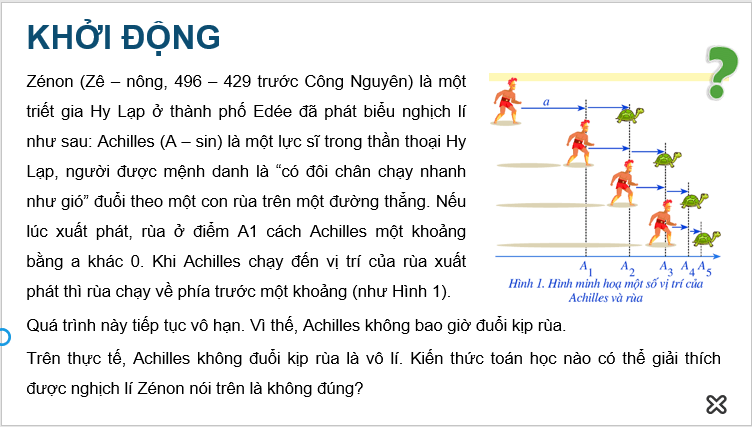 KHỞI ĐỘNG
Zénon (Zê – nông, 496 – 429 trước Công Nguyên) là một
triết gia Hy Lạp ở thành phố Edée đã phát biểu nghịch lí
như sau: Achilles (A – sin) là một lực sĩ trong thần thoại Hy
Lạp, người được mệnh danh là “có đôi chân chạy nhanh
như gió” đuổi theo một con rùa trên một đường thẳng. Nếu
lúc xuất phát, rùa ở điểm A1 cách Achilles một khoảng
bằng a khác 0. Khi Achilles chạy đến vị trí của rùa xuất
phát thì rùa chạy về phía trước một khoảng (như Hình 1).
?
a
A1 A2 A3 A4 A5
Hình 1. Hình minh hoạ một số vị trí của
Achilles và rùa
Quá trình này tiếp tục vô hạn. Vì thế, Achilles không bao giờ đuổi kịp rùa.
Trên thực tế, Achilles không đuổi kịp rùa là vô lí. Kiến thức toán học nào có thể giải thích
được nghịch lí Zénon nói trên là không đúng?